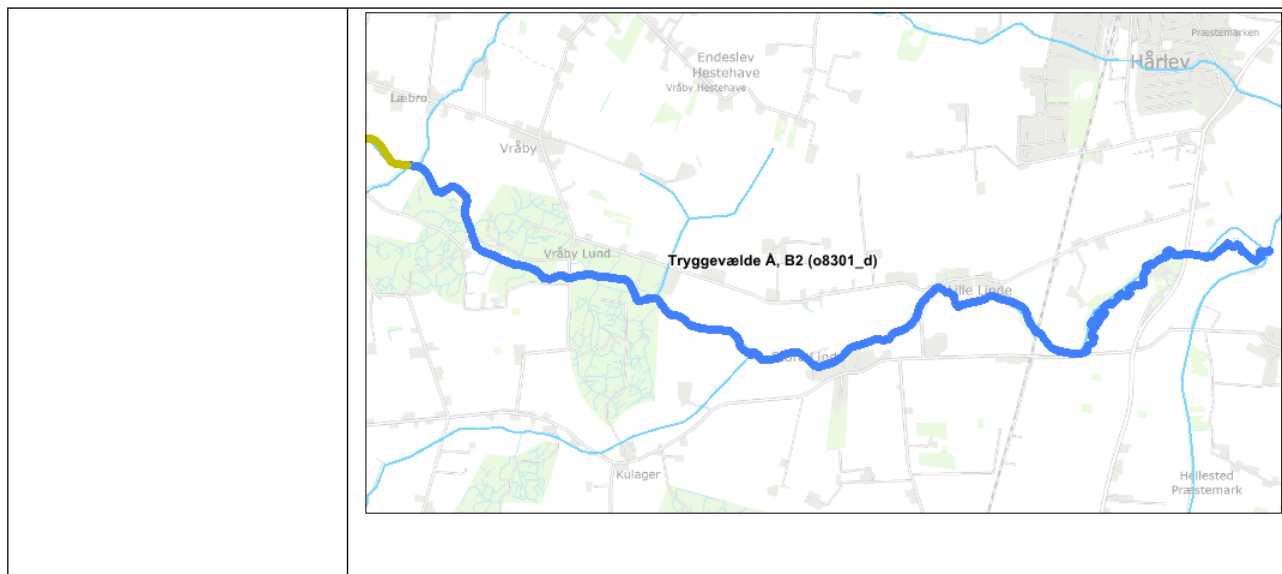 Præstemarken
Hårlev
Endeslev
Hestehave
Vråby Hestehave
Læbro
Vråby
Vråby Lund
Tryggevælde Å, B2 (o8301_d)
Lille Linde
Kulager
Hellested
Præstemark